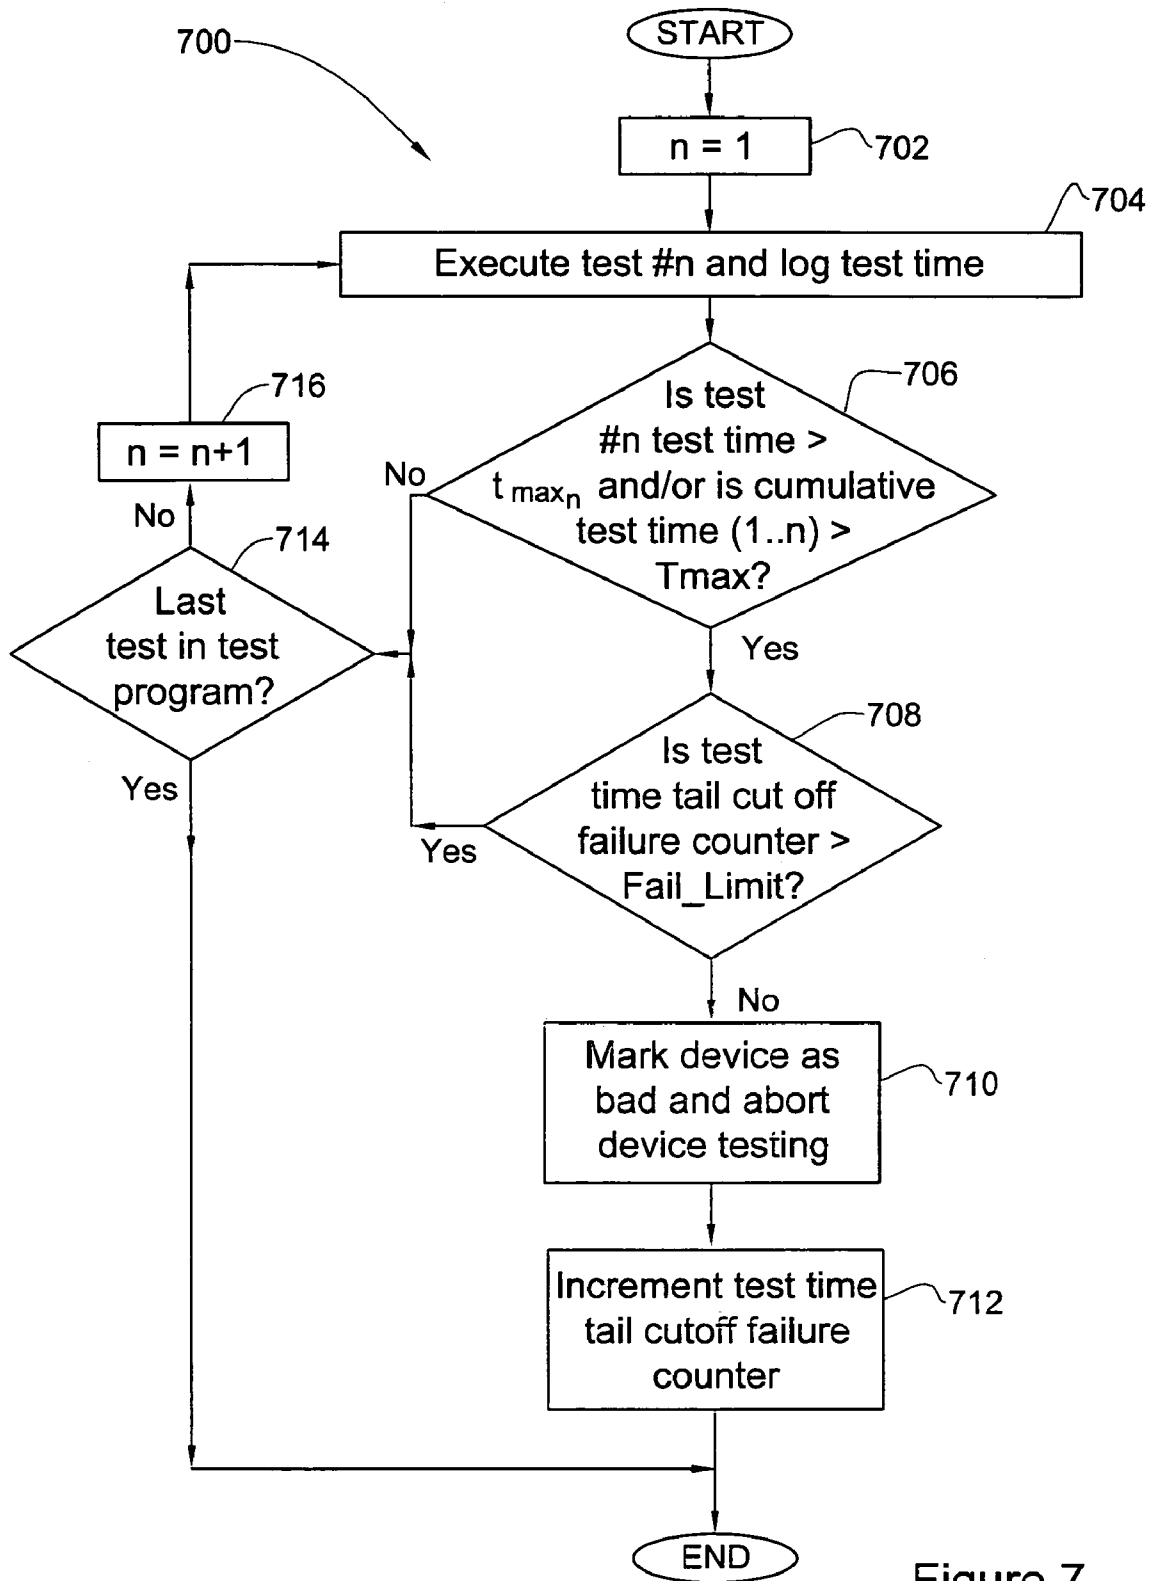 START
700
n = 1
702
704
Execute test #n and log test time
706
Is test
#n test time >
t maxn and/or is cumulative
test time (1..n) >
Tmax?
716
n = n+1
No
No
714
Last
test in test
program?
Yes
Yes
708
Is test
time tail cut off
failure counter >
Fail_Limit?
Yes
No
Mark device as
bad and abort
device testing
710
Increment test time
tail cutoff failure
counter
712
END
Figure 7